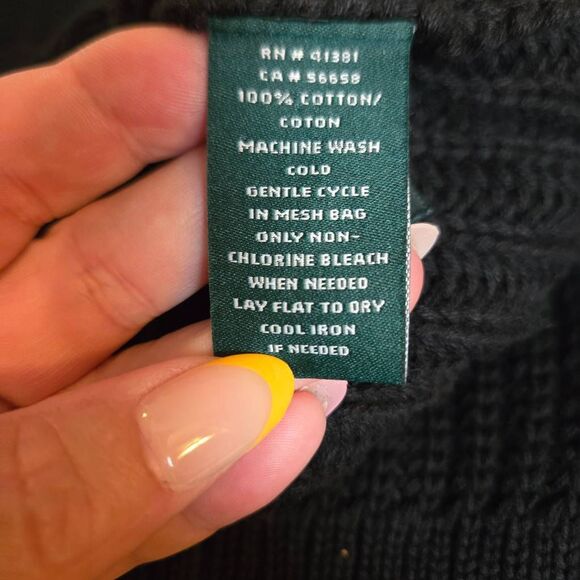 RN # 41381
CA # 56658
100% COTTON/
COTON
MACHINE WASH
COLD
GENTLE CYCLE
IN MESH BAG
ONLY NON-
CHLORINE BLEACH
WHEN NEEDED
LAY FLAT TO DRY
COOL IRON
IF NEEDED